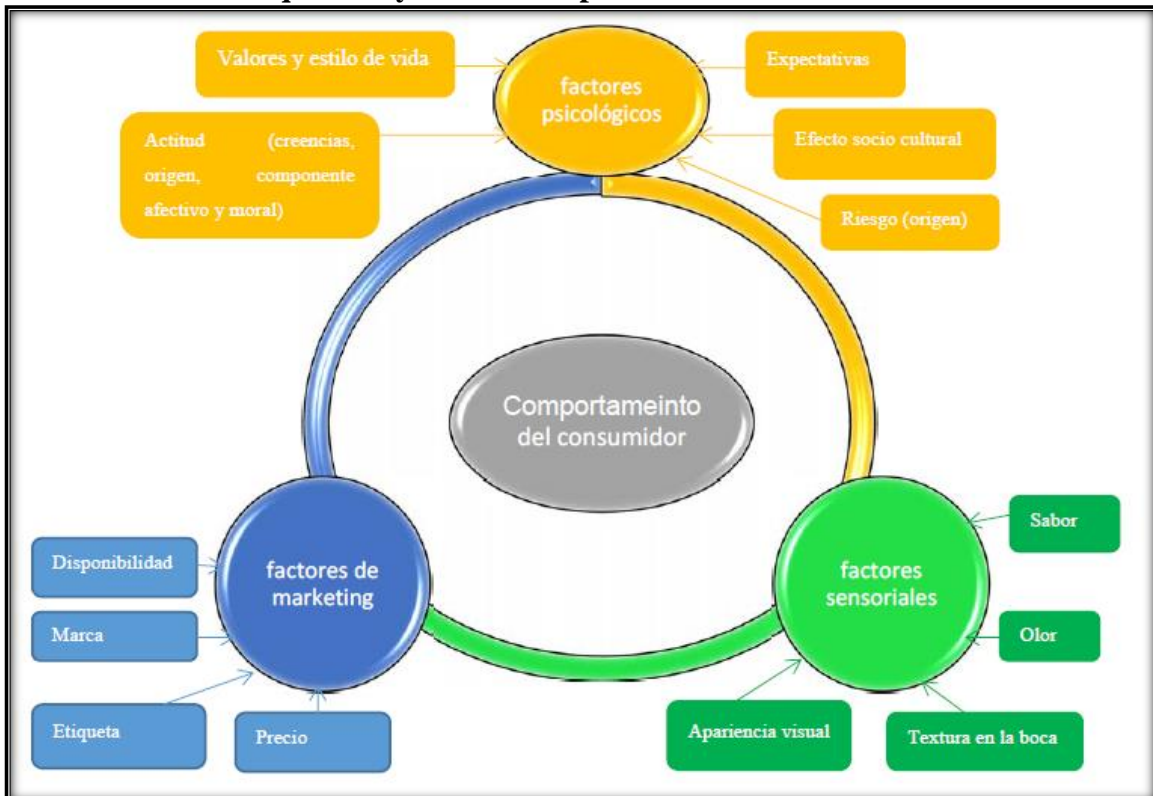 Valores y estilo de vida
factores
psicológicos
Expectativas
Actitud (creencias,
origen, componente
afectivo y moral)
Efecto socio cultural
Riesgo (origen)
Comportameinto
del consumidor
Disponibilidad
Marca
Etiqueta
Precio
factores de
marketing
factores
sensoriales
Sabor
Olor
Apariencia visual
Textura en la boca